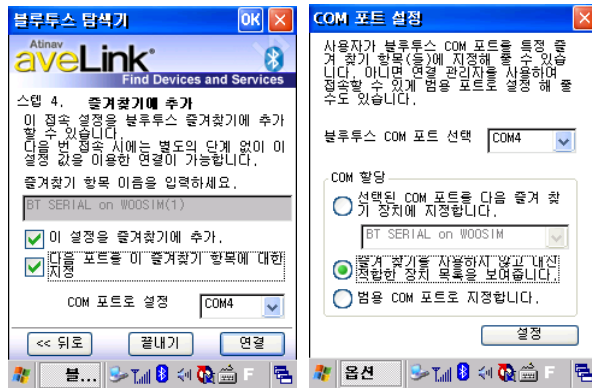 블루투스 탐색기
OK
Atinav
aveLink
Find Devices and Services
스텝 4. 즐겨찾기에 추가
이 접속 설정을 블루투스 즐겨찾기에 추가
할 수 있습니다.
다음 번 접속 시에는 별도의 단계 없이 이
설정 값을 이용한 연결이 가능합니다.
즐겨찾기 항목 이름을 입력하세요.
BT SERIAL on WOOSIM(1)
이 설정을 즐겨찾기에 추가.
다음 포트를 이 즐겨찾기 항목에 대한
지정
COM 포트로 설정
COM4
<< 뒤로
끝내기
연결
블...
F
COM 포트 설정
사용자가 블루투스 COM 포트를 특정 즐
겨 찾기 항목(들)에 지정해 줄 수 있습
니다. 아니면 연결 관리자를 사용하여
접속할 수 있게 범용 포트로 설정 해 줄
수도 있습니다.
블루투스 COM 포트 선택
COM4
COM 할당
선택된 COM 포트를 다음 즐겨 찾
기 장치에 지정합니다.
BT SERIAL on WOOSIM
즐겨 찾기를 사용하지 않고 대신
적합한 장치 목록을 보여줍니다.
범용 COM 포트로 지정합니다.
설정
옵션
F